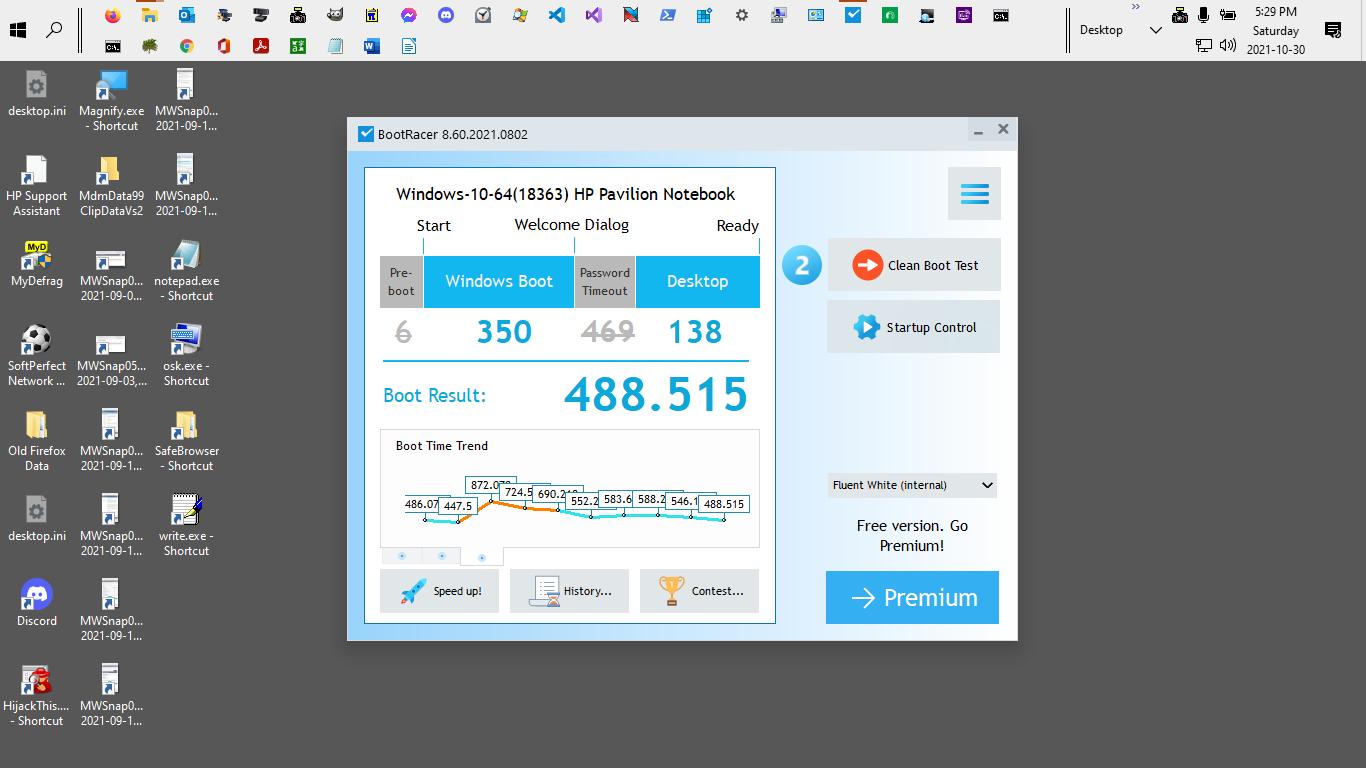 5:29 PM
Desktop
Saturday
2021-10-30
desktop.ini
Magnify.exe
- Shortcut
MWSnap0...
2021-09-1...
HP Support
Assistant
MdmData99
ClipDataVs2
MWSnap0...
2021-09-1...
MyDefrag
MWSnap0...
2021-09-0...
notepad.exe
- Shortcut
SoftPerfect
Network ...
MWSnap05...
2021-09-03,...
osk.exe -
Shortcut
Old Firefox
Data
MWSnap0...
2021-09-1...
SafeBrowser
- Shortcut
desktop.ini
MWSnap0...
2021-09-1...
write.exe -
Shortcut
Discord
MWSnap0...
2021-09-1...
HijackThis....
- Shortcut
MWSnap0...
2021-09-1...
BootRacer 8.60.2021.0802
Windows-10-64(18363) HP Pavilion Notebook
Start Welcome Dialog Ready
Pre-
boot
Windows Boot
Password
Timeout
Desktop
6 350 469 138
Boot Result: 488.515
Boot Time Trend
486.07 447.5 872.078 724.5 690.2 552.2 583.6 588.2 546.1 488.515
Speed up! History... Contest...
2 Clean Boot Test
Startup Control
Fluent White (internal)
Free version. Go
Premium!
Premium